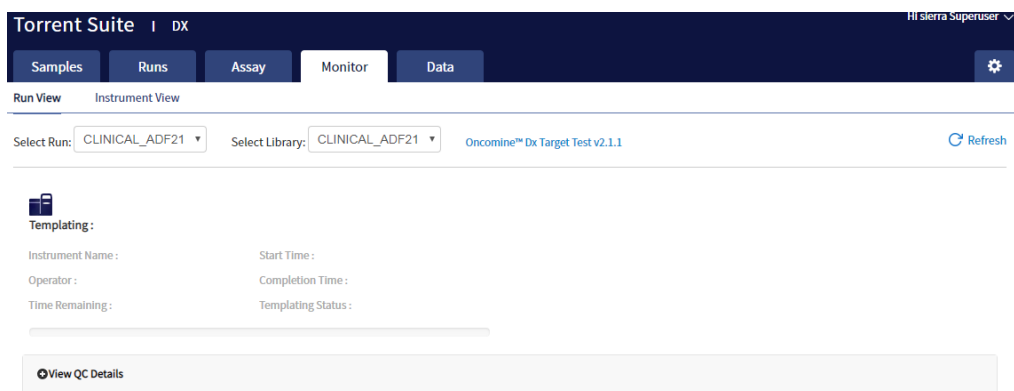 Torrent Suite | DX
Hi sierra Superuser
Samples Runs Assay Monitor Data
Run View Instrument View
Select Run: CLINICAL_ADF21 Select Library: CLINICAL_ADF21 Oncomine™ Dx Target Test v2.1.1 Refresh
Templating :
Instrument Name : Start Time :
Operator : Completion Time :
Time Remaining : Templating Status :
View QC Details